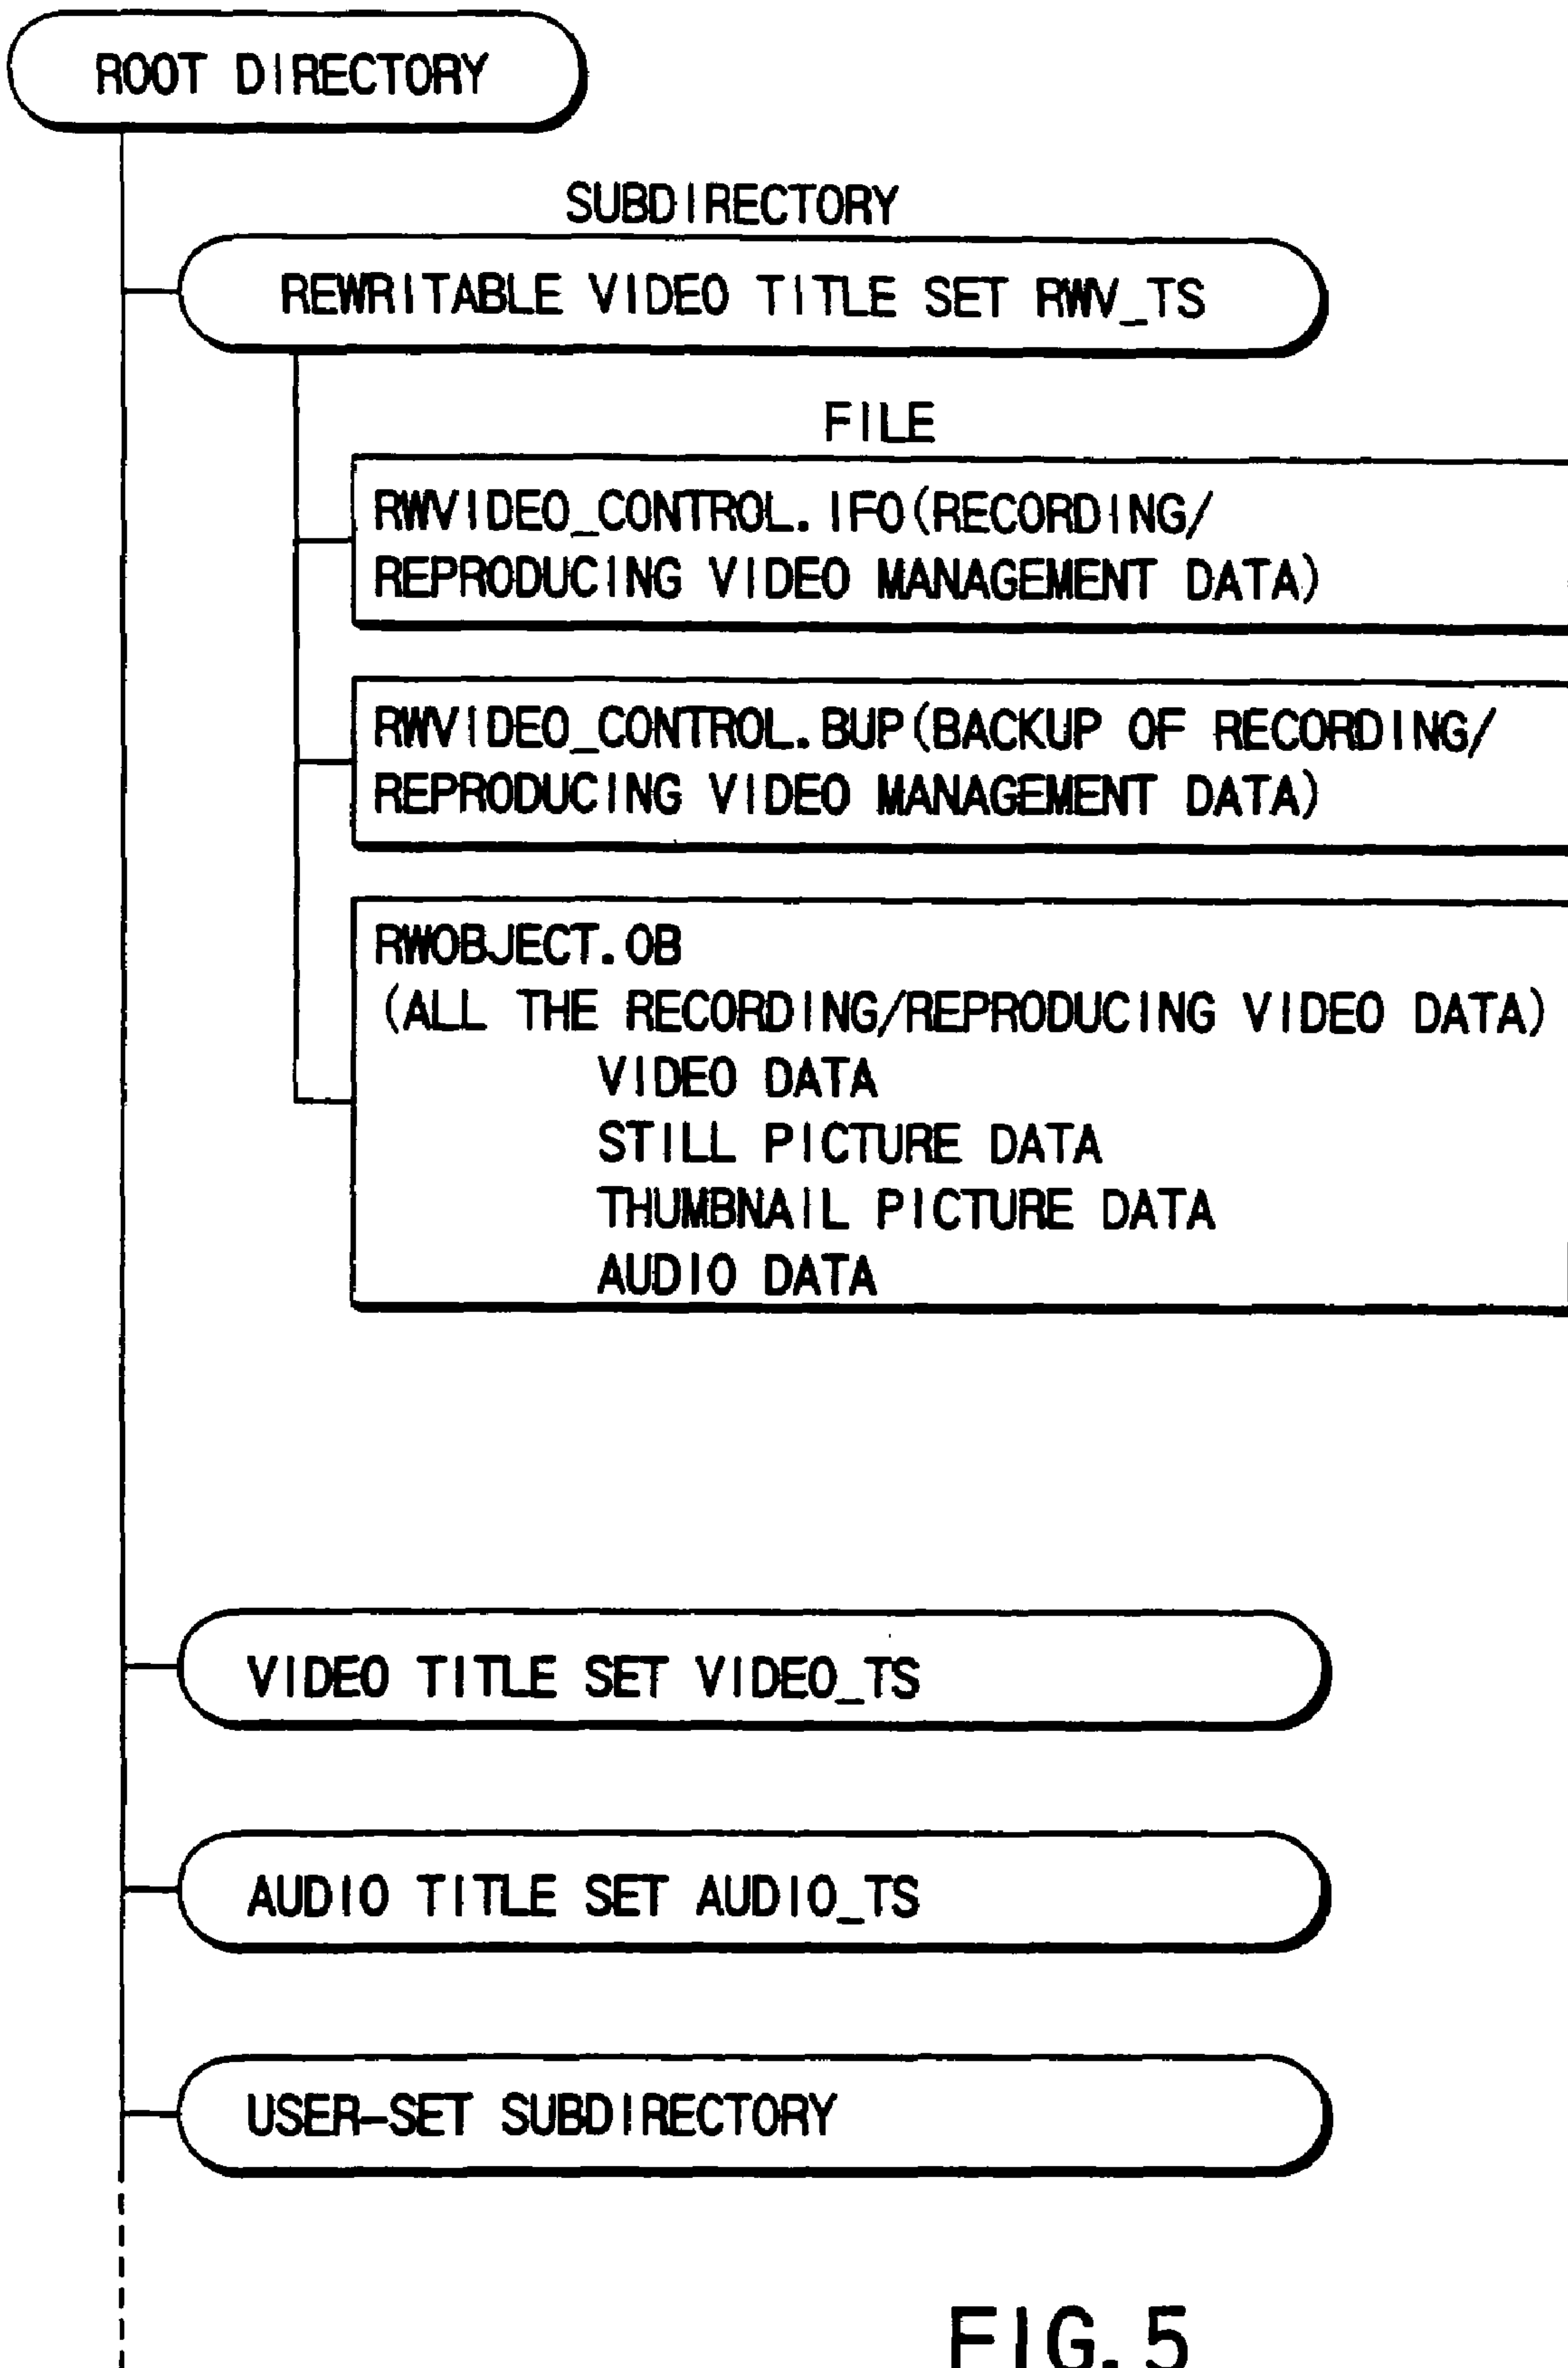 ROOT DIRECTORY
SUBDIRECTORY
REWRITABLE VIDEO TITLE SET RWV_TS
FILE
RWVIDEO_CONTROL.IFO(RECORDING/
REPRODUCING VIDEO MANAGEMENT DATA)
RWVIDEO_CONTROL.BUP(BACKUP OF RECORDING/
REPRODUCING VIDEO MANAGEMENT DATA)
RWOBJECT.OB
(ALL THE RECORDING/REPRODUCING VIDEO DATA)
VIDEO DATA
STILL PICTURE DATA
THUMBNAIL PICTURE DATA
AUDIO DATA
VIDEO TITLE SET VIDEO_TS
AUDIO TITLE SET AUDIO_TS
USER-SET SUBDIRECTORY
FIG. 5